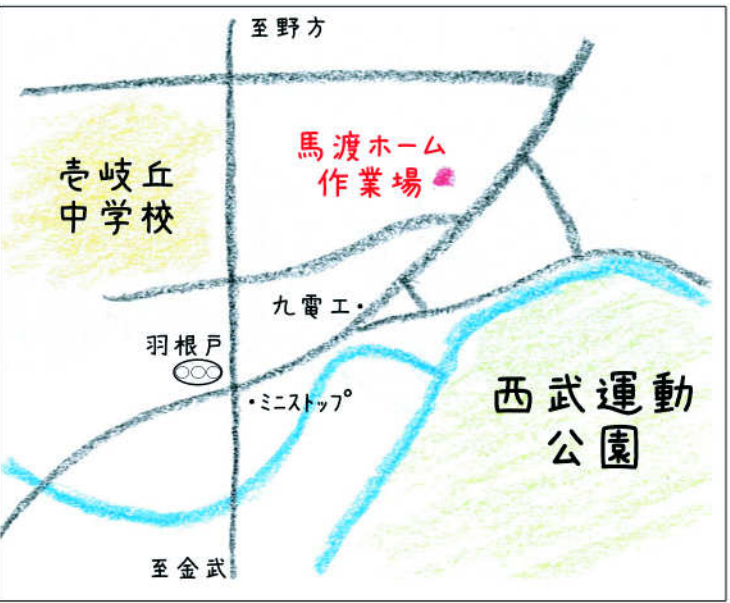 至野方
馬渡ホーム
作業場
壱岐丘
中学校
九電工
羽根戸
ミニストップ
西武運動
公園
至金武